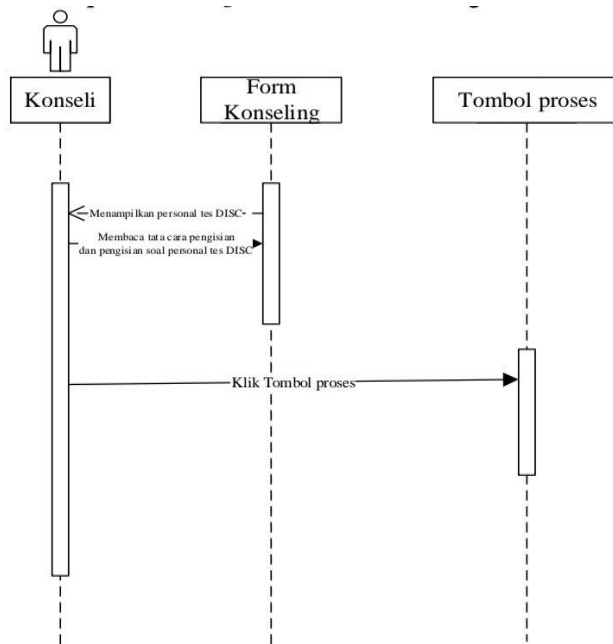 Konseli
Form
Konseling
Tombol proses
Menampilkan personal tes DISC
Membaca tata cara pengisian
dan pengisian soal personal tes DISC
Klik Tombol proses